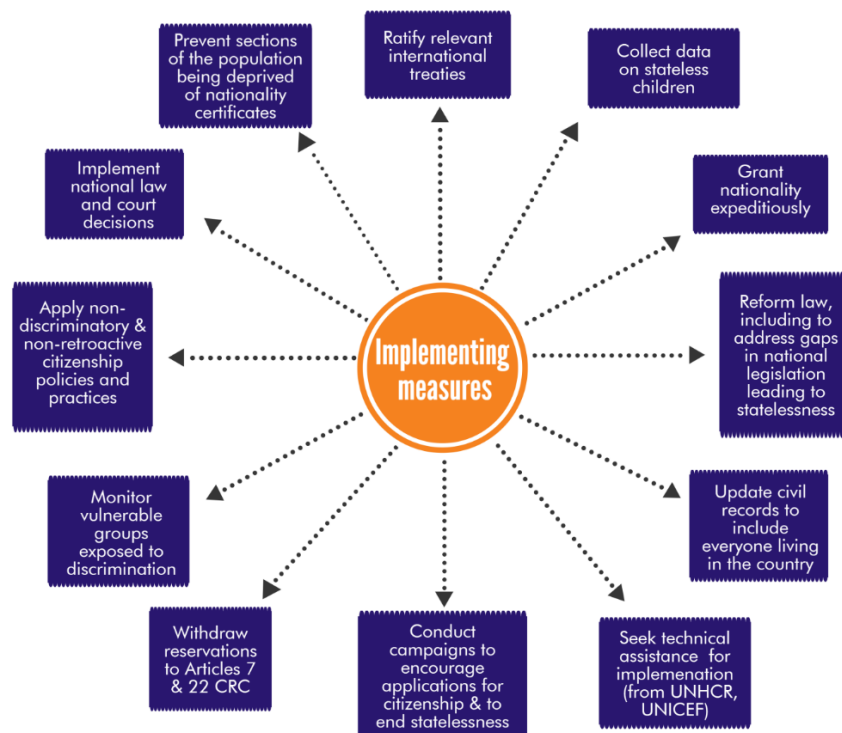 Prevent sections
of the population
being deprived
of nationality
certificates
Ratify relevant
international
treaties
Collect data
on stateless
children
Implement
national law
and court
decisions
Grant
nationality
expeditiously
Apply non-
discriminatory &
non-retroactive
citizenship
policies and
practices
Implementing
measures
Reform law,
including to
address gaps
in national
legislation
leading to
statelessness
Monitor
vulnerable
groups
exposed to
discrimination
Update civil
records to
include
everyone living
in the country
Withdraw
reservations
to Articles 7
& 22 CRC
Conduct
campaigns to
encourage
applications for
citizenship & to
end statelessness
Seek technical
assistance for
implemenation
(from UNHCR,
UNICEF)